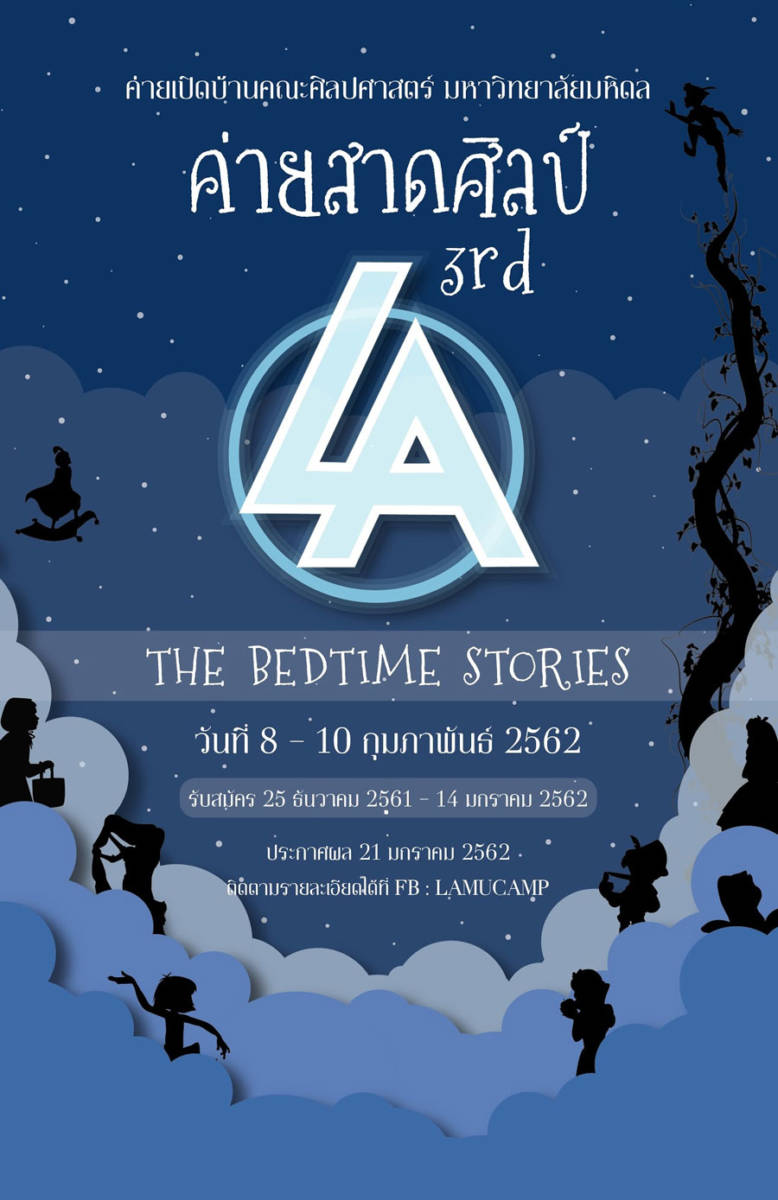 ค่ายเปิดบ้านคณะศิลปศาสตร์ มหาวิทยาลัยมหิดล
ค่ายสาดศิลป์
3rd
LA
THE BEDTIME STORIES
วันที่ 8 - 10 กุมภาพันธ์ 2562
รับสมัคร 25 ธันวาคม 2561 - 14 มกราคม 2562
ประกาศผล 21 มกราคม 2562
ติดตามรายละเอียดได้ที่ FB : LAMUCAMP